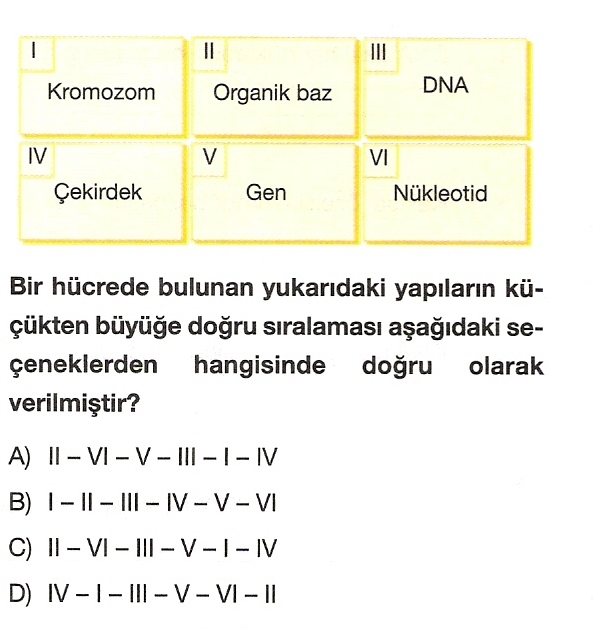 I
Kromozom
II
Organik baz
III
DNA
IV
Çekirdek
V
Gen
VI
Nükleotid
Bir hücrede bulunan yukarıdaki yapıların kü-
çükten büyüğe doğru sıralaması aşağıdaki se-
çeneklerden hangisinde doğru olarak
verilmiştir?
A) II – VI – V – III – I – IV
B) I – II – III – IV – V – VI
C) II – VI – III – V – I – IV
D) IV – I – III – V – VI – II